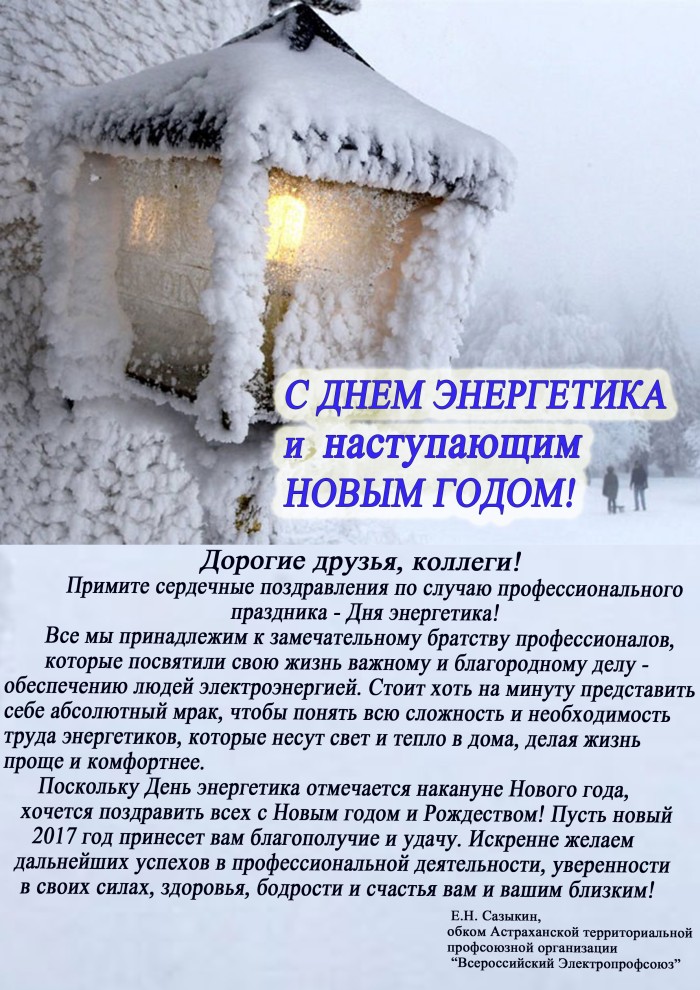 С ДНЕМ ЭНЕРГЕТИКА
и наступающим
НОВЫМ ГОДОМ!
Дорогие друзья, коллеги!
Примите сердечные поздравления по случаю профессионального
праздника - Дня энергетика!
Все мы принадлежим к замечательному братству профессионалов,
которые посвятили свою жизнь важному и благородному делу -
обеспечению людей электроэнергией. Стоит хоть на минуту представить
себе абсолютный мрак, чтобы понять всю сложность и необходимость
труда энергетиков, которые несут свет и тепло в дома, делая жизнь
проще и комфортнее.
Поскольку День энергетика отмечается накануне Нового года,
хочется поздравить всех с Новым годом и Рождеством! Пусть новый
2017 год принесет вам благополучие и удачу. Искренне желаем
дальнейших успехов в профессиональной деятельности, уверенности
в своих силах, здоровья, бодрости и счастья вам и вашим близким!
Е.Н. Сазыкин,
обком Астраханской территориальной
профсоюзной организации
“Всероссийский Электропрофсоюз”